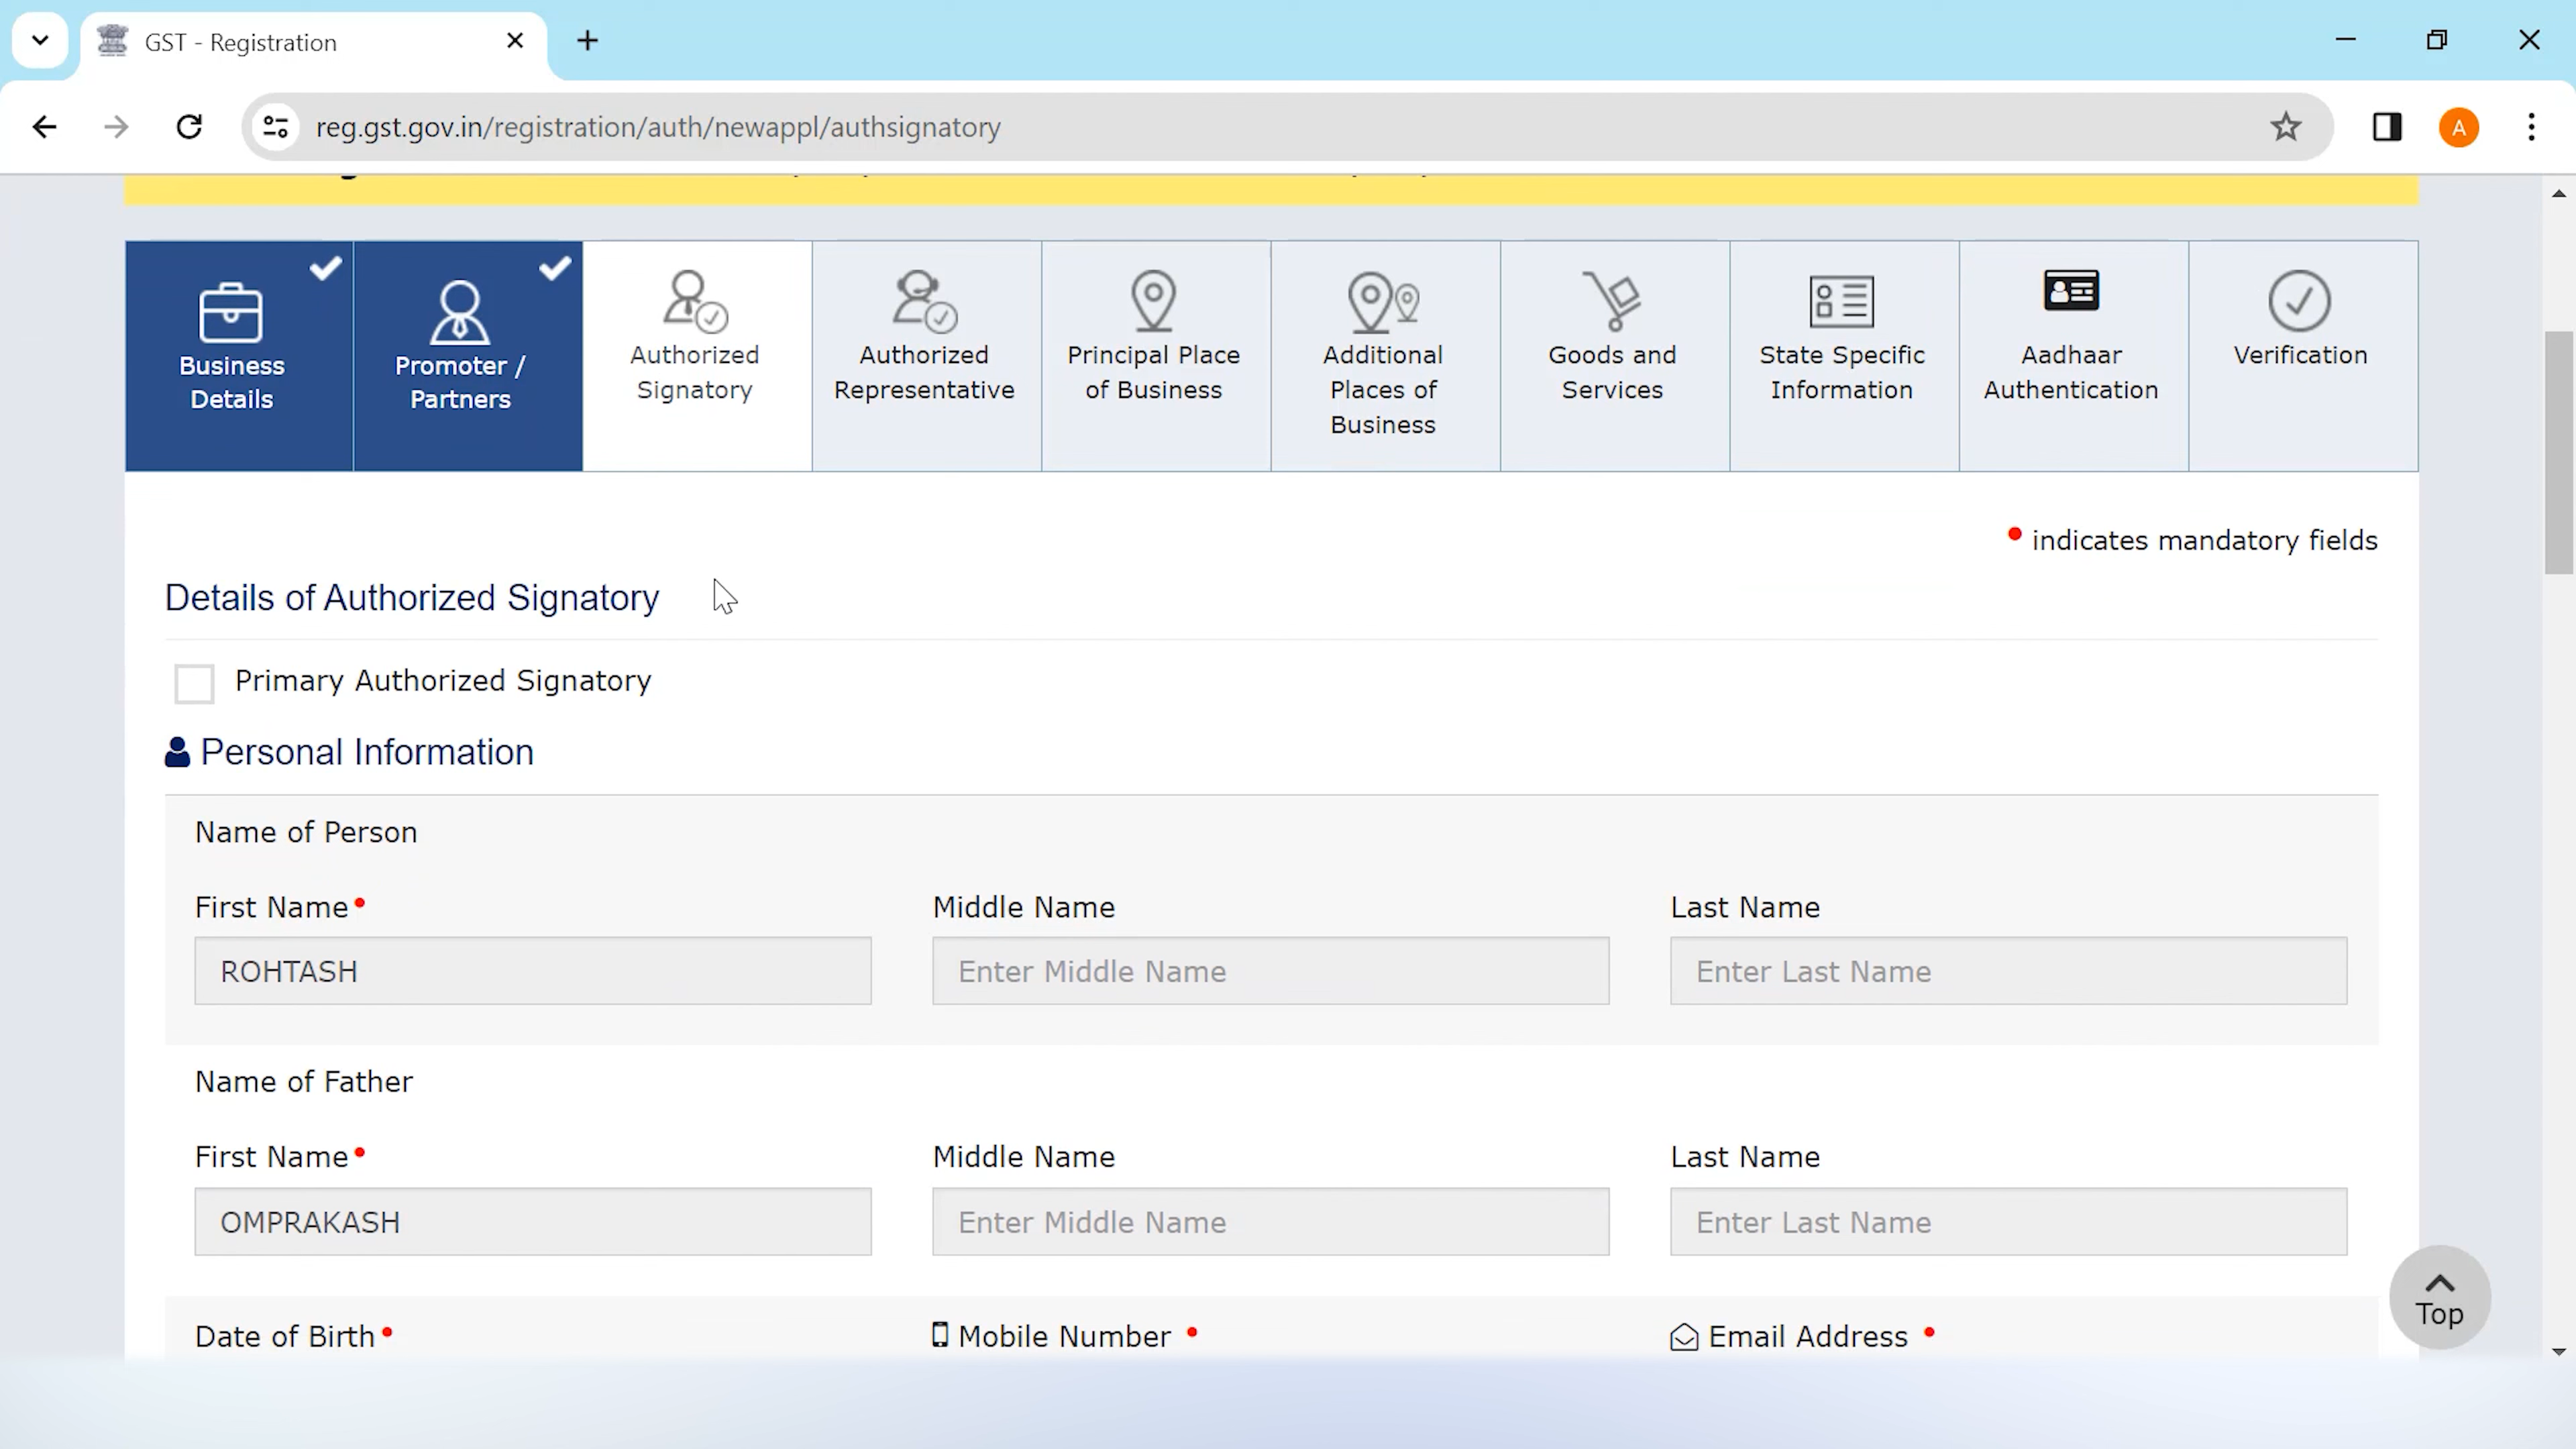 GST - Registration
reg.gst.gov.in/registration/auth/newappl/authsignatory
A
Business Details
Promoter / Partners
Authorized Signatory
Authorized Representative
Principal Place of Business
Additional Places of Business
Goods and Services
State Specific Information
Aadhaar Authentication
Verification
• indicates mandatory fields
Details of Authorized Signatory
Primary Authorized Signatory
Personal Information
Name of Person
First Name• Middle Name Last Name
ROHTASH Enter Middle Name Enter Last Name
Name of Father
First Name• Middle Name Last Name
OMPRAKASH Enter Middle Name Enter Last Name
Top
Date of Birth• Mobile Number • Email Address •